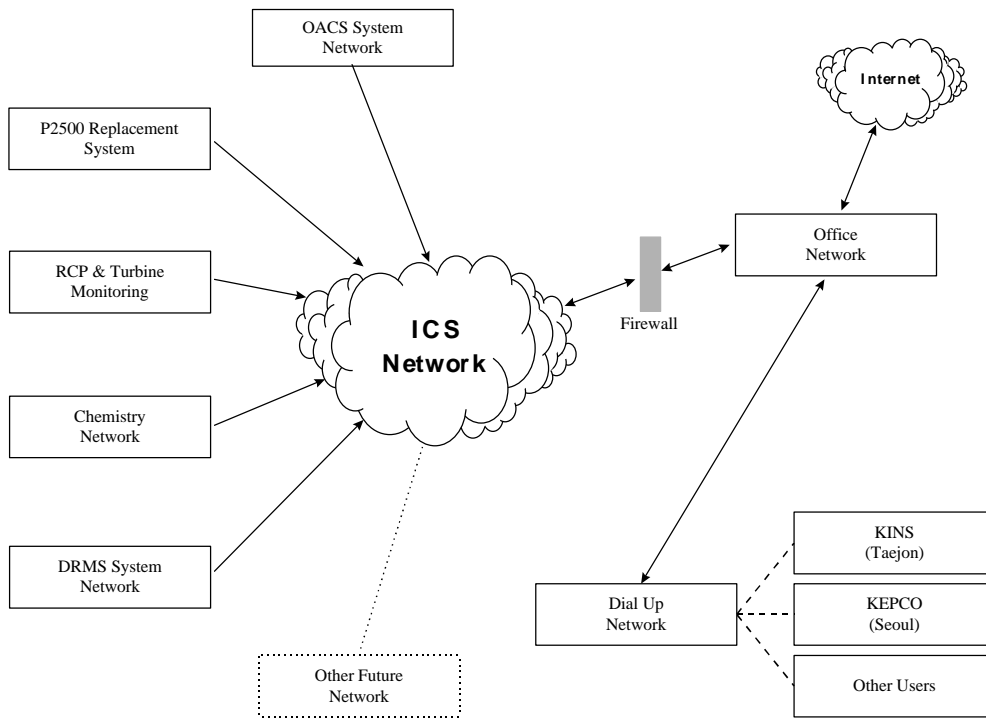 OACS System
Network
Internet
P2500 Replacement
System
Office
Network
RCP & Turbine
Monitoring
Firewall
ICS
Network
Chemistry
Network
DRMS System
Network
KINS
(Taejon)
Dial Up
Network
KEPCO
(Seoul)
Other Future
Network
Other Users